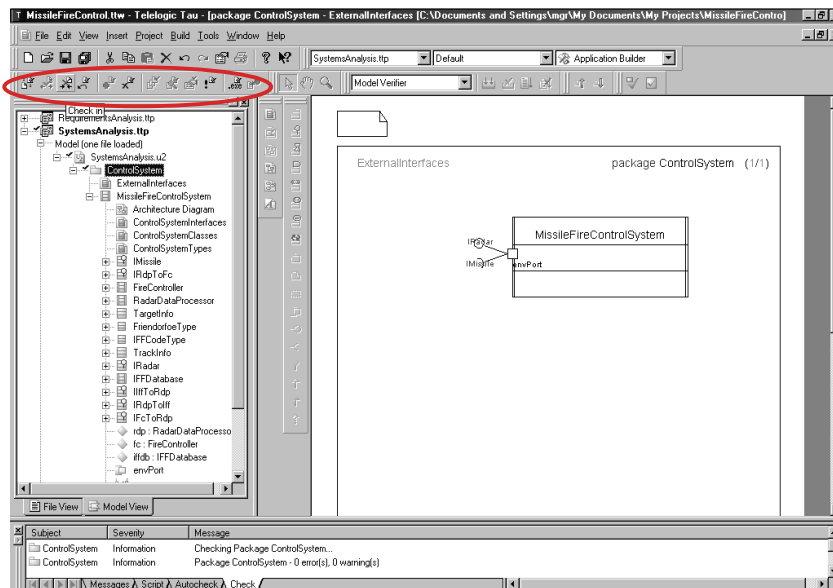 MissileFireControl.ttw - Telelogic Tau - [package ControlSystem - ExternalInterfaces [C:\Documents and Settings\mgr\My Documents\My Projects\MissileFireContro]
File Edit View Insert Project Build Tools Window Help
SystemsAnalysis.ttp Default Application Builder
.exe Model Verifier
Check in
RequirementsAnalysis.ttp
SystemsAnalysis.ttp
Model (one file loaded)
SystemsAnalysis.u2
ControlSystem
ExternalInterfaces
MissileFireControlSystem
Architecture Diagram
ControlSystemInterfaces
ControlSystemClasses
ControlSystemTypes
IMissile
IRdpToFc
FireController
RadarDataProcessor
TargetInfo
FriendorfoeType
IFFCodeType
TrackInfo
IRadar
IFFDatabase
IIffToRdp
IRdpToIff
IFcToRdp
rdp : RadarDataProcesso
fc : FireController
iffdb : IFFDatabase
envPort
File View Model View
ExternalInterfaces package ControlSystem (1/1)
MissileFireControlSystem
IRadar
IMissile envPort
Subject Severity Message
ControlSystem Information Checking Package ControlSystem...
ControlSystem Information Package ControlSystem - 0 error(s), 0 warning(s)
Messages Script Autocheck Check